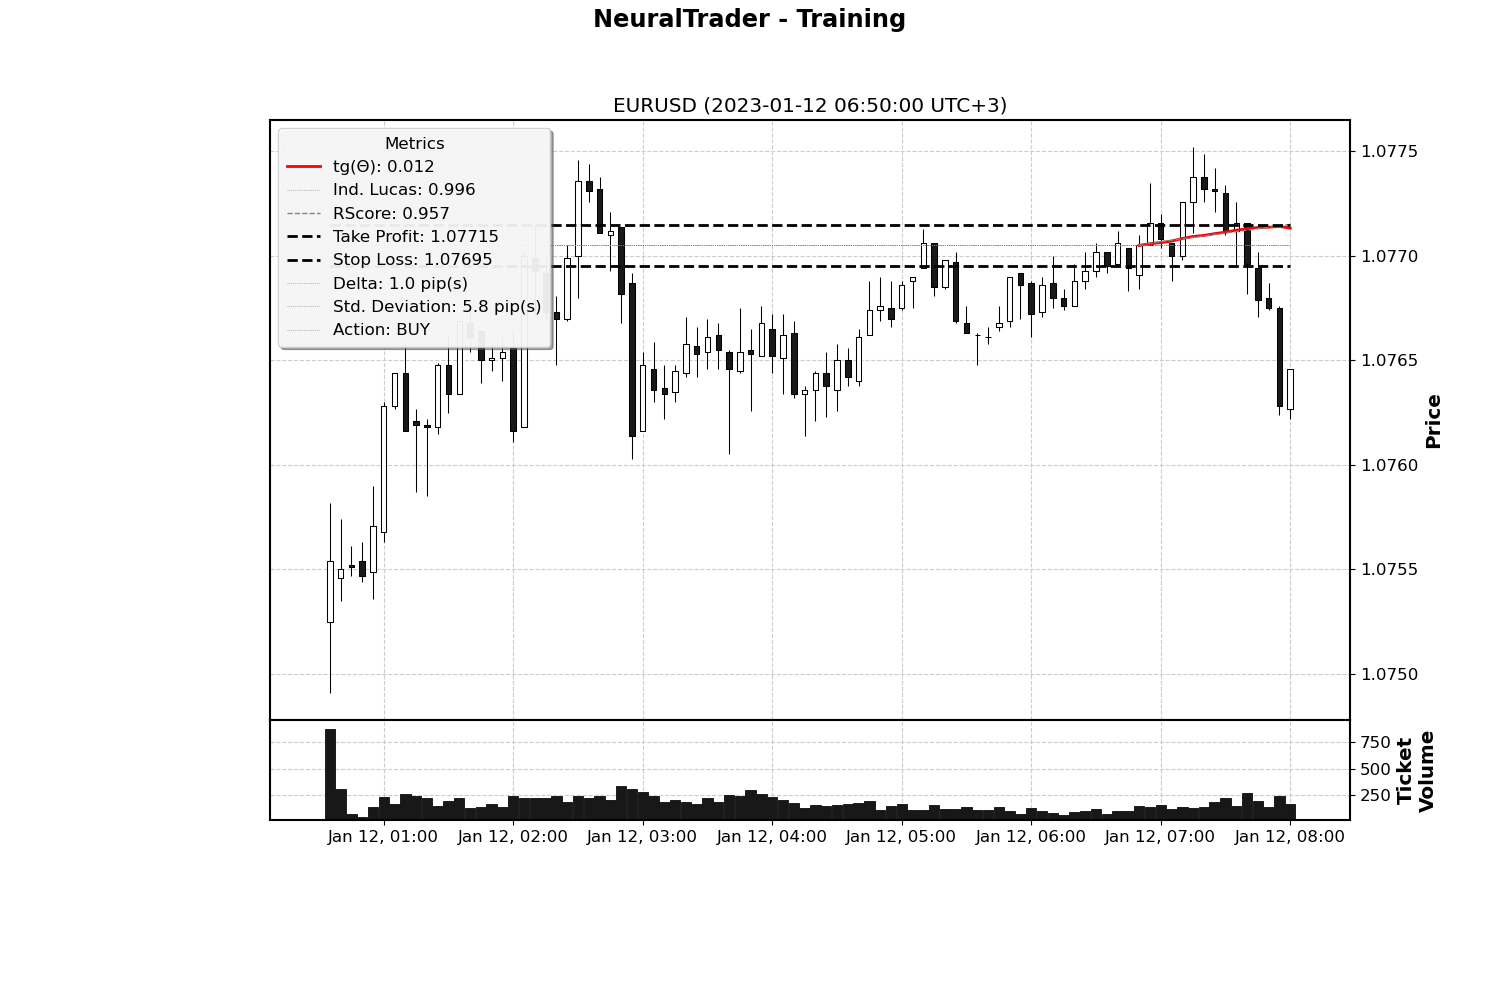 NeuralTrader - Training
EURUSD (2023-01-12 06:50:00 UTC+3)
Metrics
tg(Θ): 0.012
Ind. Lucas: 0.996
RScore: 0.957
Take Profit: 1.07715
Stop Loss: 1.07695
Delta: 1.0 pip(s)
Std. Deviation: 5.8 pip(s)
Action: BUY
1.0775
1.0770
1.0765
1.0760
1.0755
1.0750
Price
750
500
250
Ticket
Volume
Jan 12, 01:00
Jan 12, 02:00
Jan 12, 03:00
Jan 12, 04:00
Jan 12, 05:00
Jan 12, 06:00
Jan 12, 07:00
Jan 12, 08:00